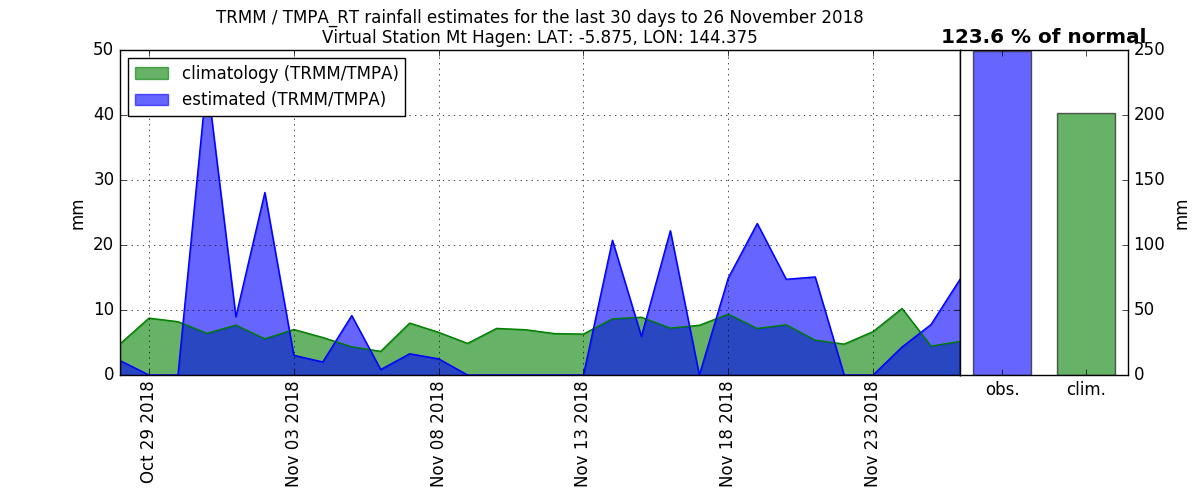 TRMM / TMPA_RT rainfall estimates for the last 30 days to 26 November 2018
Virtual Station Mt Hagen: LAT: -5.875, LON: 144.375
123.6 % of normal
climatology (TRMM/TMPA)
estimated (TRMM/TMPA)
50
40
30
20
10
0
mm
Oct 29 2018
Nov 03 2018
Nov 08 2018
Nov 13 2018
Nov 18 2018
Nov 23 2018
250
200
150
100
50
0
mm
obs.
clim.